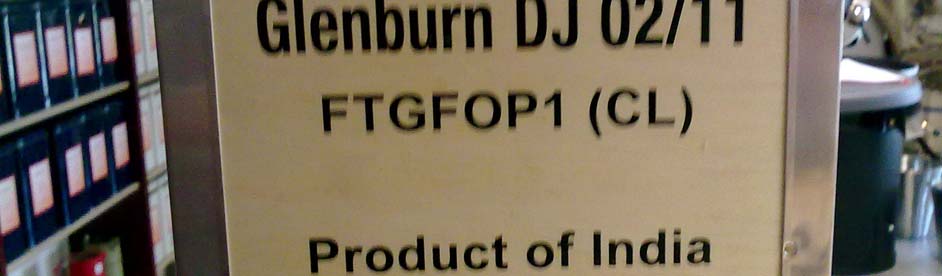 Glenburn DJ 02/11
FTGFOP1 (CL)
Product of India